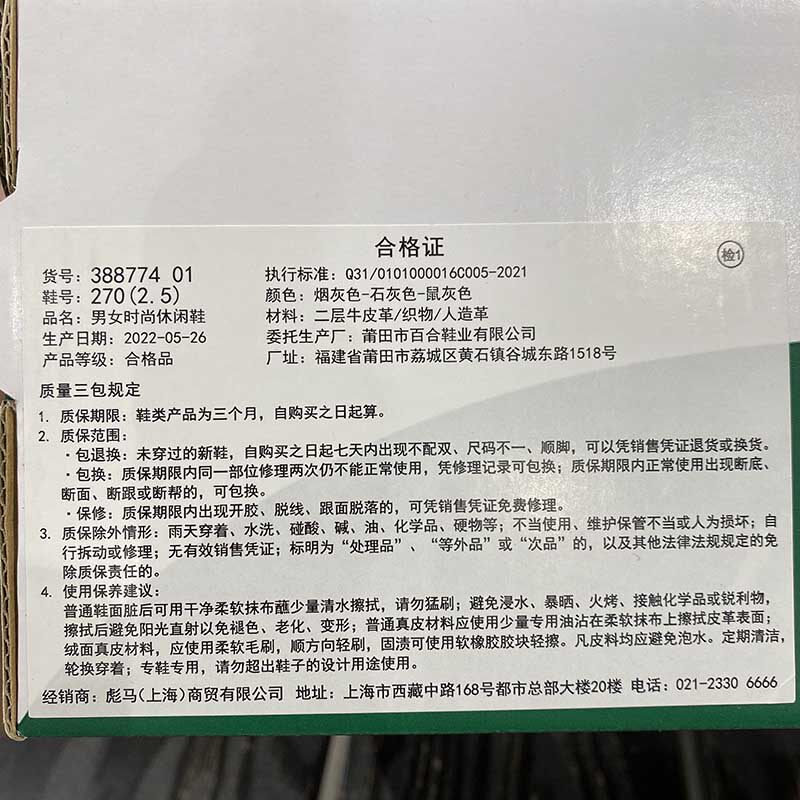 合格证
检1
货号：388774 01
执行标准：Q31/0101000016C005-2021
鞋号：270(2.5)
颜色：烟灰色-石灰色-鼠灰色
品名：男女时尚休闲鞋
材料：二层牛皮革/织物/人造革
生产日期：2022-05-26
委托生产厂：莆田市百合鞋业有限公司
产品等级：合格品
厂址：福建省莆田市荔城区黄石镇谷城东路1518号
质量三包规定
1. 质保期限：鞋类产品为三个月，自购买之日起算。
2. 质保范围：
·包退换：未穿过的新鞋，自购买之日起七天内出现不配双、尺码不一、顺脚，可以凭销售凭证退货或换货。
·包换：质保期限内同一部位修理两次仍不能正常使用，凭修理记录可包换；质保期限内正常使用出现断底、
断面、断跟或断帮的，可包换。
·保修：质保期限内出现开胶、脱线、跟面脱落的，可凭销售凭证免费修理。
3. 质保除外情形：雨天穿着、水洗、碰酸、碱、油、化学品、硬物等；不当使用、维护保管不当或人为损坏；自
行拆动或修理；无有效销售凭证；标明为“处理品”、“等外品”或“次品”的，以及其他法律法规规定的免
除质保责任的。
4. 使用保养建议：
普通鞋面脏后可用干净柔软抹布蘸少量清水擦拭，请勿猛刷；避免浸水、暴晒、火烤、接触化学品或锐利物，
擦拭后避免阳光直射以免褪色、老化、变形；普通真皮材料应使用少量专用油沾在柔软抹布上擦拭皮革表面；
绒面真皮材料，应使用柔软毛刷，顺方向轻刷，固渍可使用软橡胶胶块轻擦。凡皮料均应避免泡水。定期清洁，
轮换穿着；专鞋专用，请勿超出鞋子的设计用途使用。
经销商：彪马(上海)商贸有限公司 地址：上海市西藏中路168号都市总部大楼20楼 电话：021-2330 6666